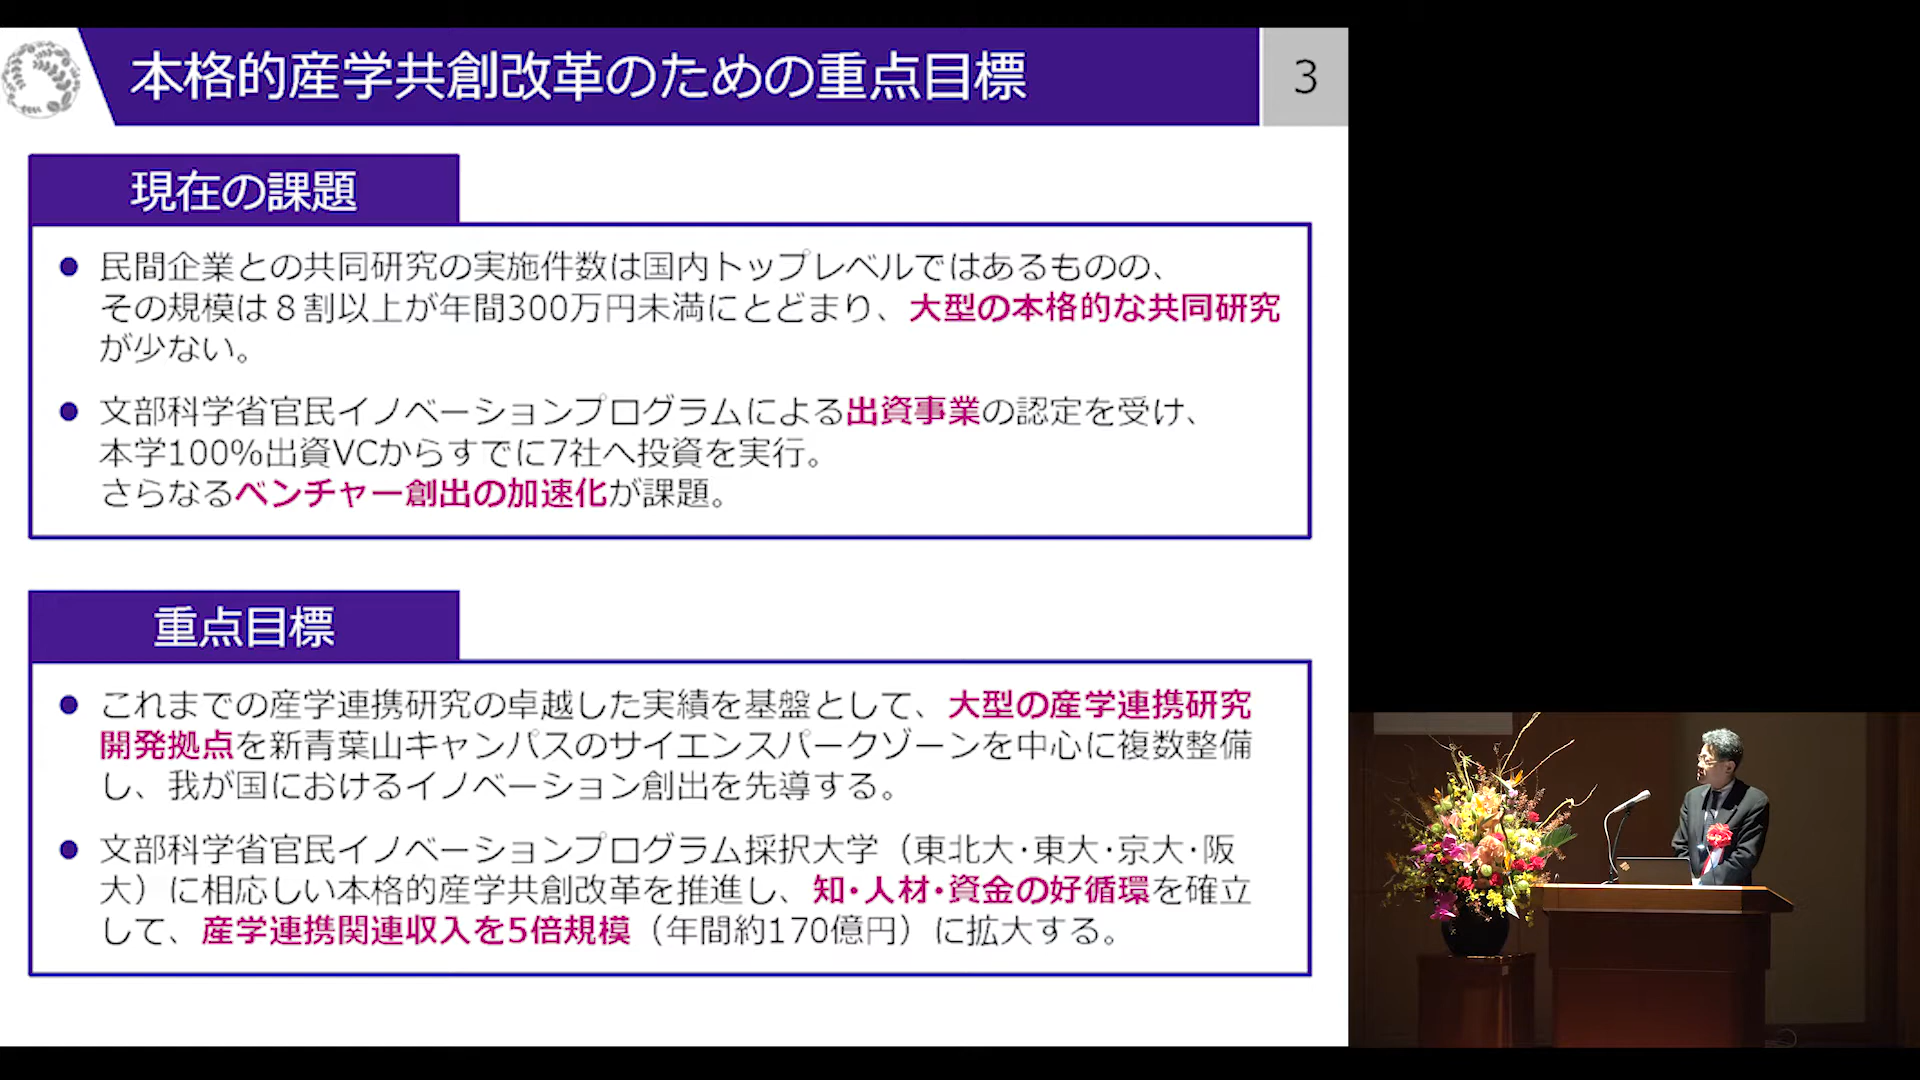 本格的産学共創改革のための重点目標
3
現在の課題
● 民間企業との共同研究の実施件数は国内トップレベルではあるものの、
その規模は８割以上が年間300万円未満にとどまり、大型の本格的な共同研究
が少ない。
● 文部科学省官民イノベーションプログラムによる出資事業の認定を受け、
本学100%出資VCからすでに7社へ投資を実行。
さらなるベンチャー創出の加速化が課題。
重点目標
● これまでの産学連携研究の卓越した実績を基盤として、大型の産学連携研究
開発拠点を新青葉山キャンパスのサイエンスパークゾーンを中心に複数整備
し、我が国におけるイノベーション創出を先導する。
● 文部科学省官民イノベーションプログラム採択大学（東北大・東大・京大・阪
大）に相応しい本格的産学共創改革を推進し、知・人材・資金の好循環を確立
して、産学連携関連収入を5倍規模（年間約170億円）に拡大する。